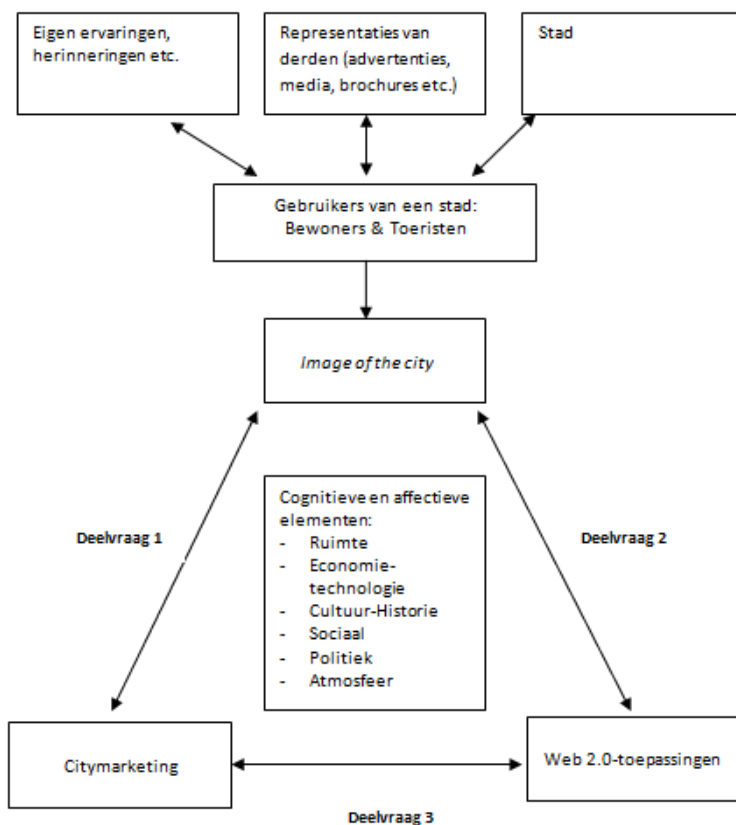 Eigen ervaringen,
herinneringen etc.
Representaties van
derden (advertenties,
media, brochures etc.)
Stad
Gebruikers van een stad:
Bewoners & Toeristen
Image of the city
Cognitieve en affectieve
elementen:
- Ruimte
- Economie-
technologie
- Cultuur-Historie
- Sociaal
- Politiek
- Atmosfeer
Deelvraag 1
Deelvraag 2
Citymarketing
Web 2.0-toepassingen
Deelvraag 3